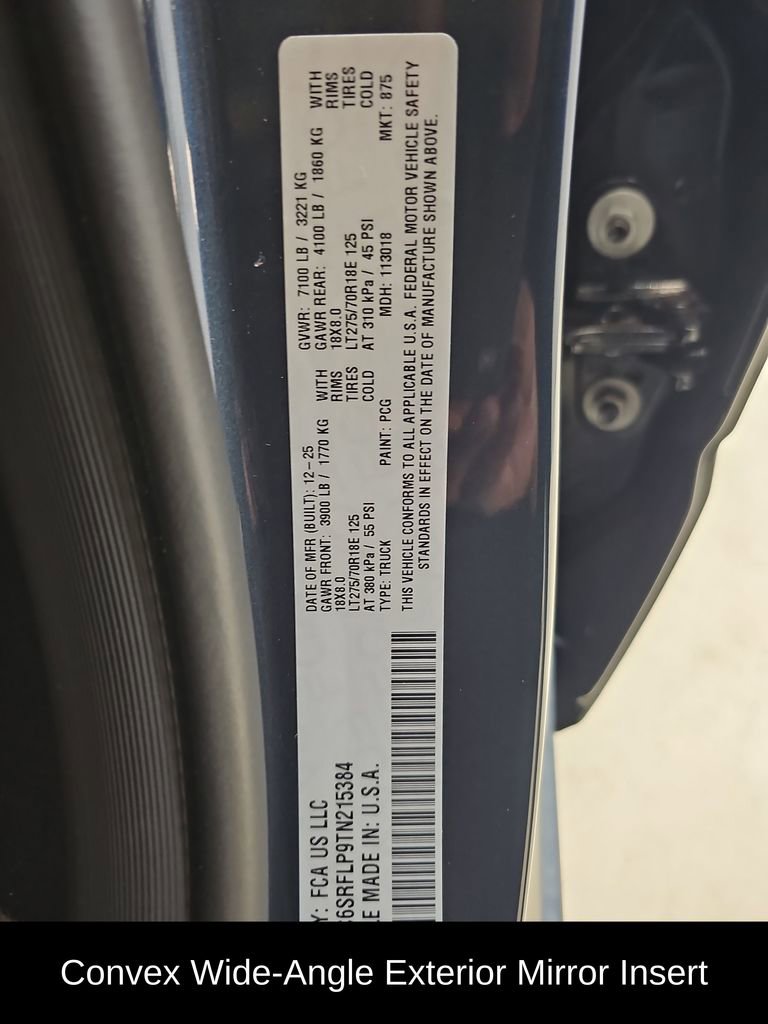 Y: FCA US LLC
6SRFLP9TN215384
MADE IN: U.S.A.
DATE OF MFR (BUILT): 12-25
GVWR: 7100 LB / 3221 KG
GAWR FRONT: 3900 LB / 1770 KG WITH
GAWR REAR: 4100 LB / 1860 KG WITH
18X8.0 RIMS
18X8.0 RIMS
LT275/70R18E 125 TIRES
LT275/70R18E 125 TIRES
AT 380 kPa / 55 PSI COLD
AT 310 kPa / 45 PSI COLD
TYPE: TRUCK PAINT: PCG MDH: 113018 MKT: 875
THIS VEHICLE CONFORMS TO ALL APPLICABLE U.S.A. FEDERAL MOTOR VEHICLE SAFETY
STANDARDS IN EFFECT ON THE DATE OF MANUFACTURE SHOWN ABOVE.
Convex Wide-Angle Exterior Mirror Insert